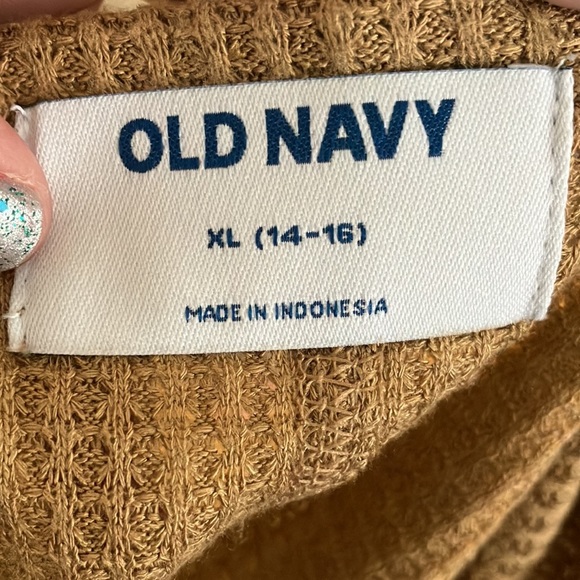 OLD NAVY
XL (14-16)
MADE IN INDONESIA